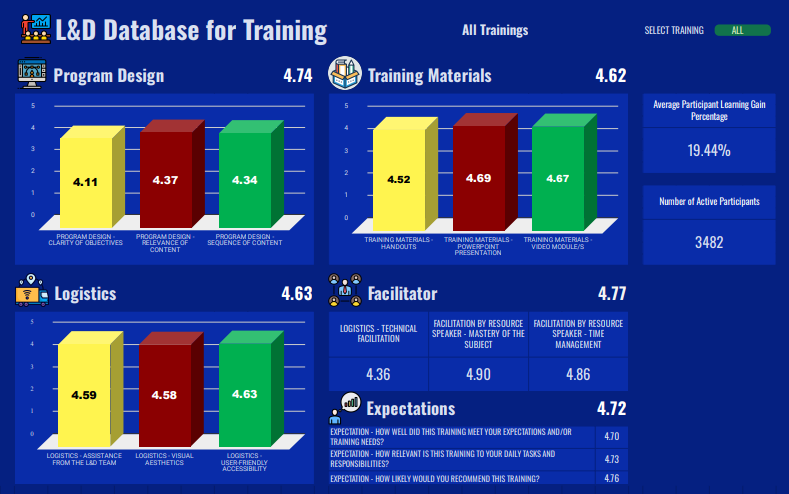 L&D Database for Training
All Trainings
SELECT TRAINING
ALL
Program Design
4.74
5
4
3
2
1
0
4.11
4.37
4.34
PROGRAM DESIGN -
CLARITY OF OBJECTIVES
PROGRAM DESIGN -
RELEVANCE OF
CONTENT
PROGRAM DESIGN -
SEQUENCE OF CONTENT
Training Materials
4.62
5
4
3
2
1
0
4.52
4.69
4.67
TRAINING MATERIALS -
HANDOUTS
TRAINING MATERIALS -
POWERPOINT
PRESENTATION
TRAINING MATERIALS -
VIDEO MODULE/S
Average Participant Learning Gain
Percentage
19.44%
Number of Active Participants
3482
Logistics
4.63
5
4
3
2
1
0
4.59
4.58
4.63
LOGISTICS - ASSISTANCE
FROM THE L&D TEAM
LOGISTICS - VISUAL
AESTHETICS
LOGISTICS -
USER-FRIENDLY
ACCESSIBILITY
Facilitator
4.77
LOGISTICS - TECHNICAL
FACILITATION
FACILITATION BY RESOURCE
SPEAKER - MASTERY OF THE
SUBJECT
FACILITATION BY RESOURCE
SPEAKER - TIME
MANAGEMENT
4.36
4.90
4.86
Expectations
4.72
EXPECTATION - HOW WELL DID THIS TRAINING MEET YOUR EXPECTATIONS AND/OR
TRAINING NEEDS?
4.70
EXPECTATION - HOW RELEVANT IS THIS TRAINING TO YOUR DAILY TASKS AND
RESPONSIBILITIES?
4.73
EXPECTATION - HOW LIKELY WOULD YOU RECOMMEND THIS TRAINING?
4.76